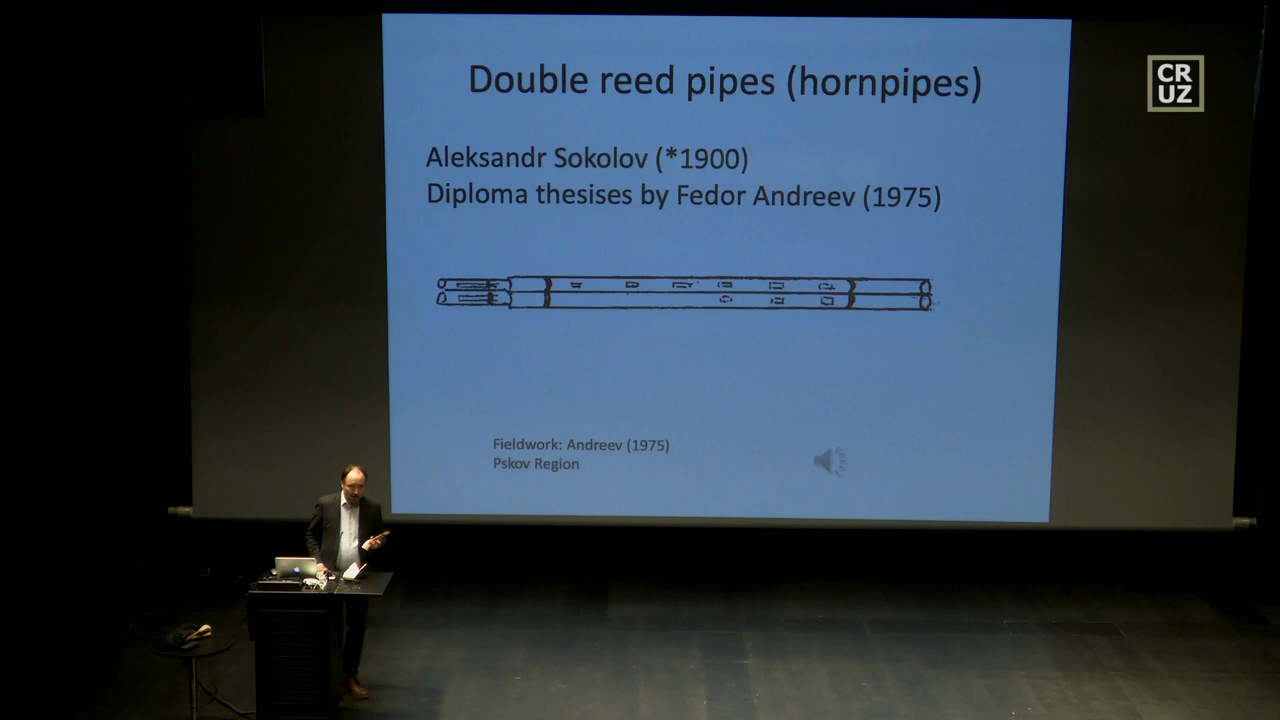 Double reed pipes (hornpipes)
CR
UZ
Aleksandr Sokolov (*1900)
Diploma thesises by Fedor Andreev (1975)
Fieldwork: Andreev (1975)
Pskov Region